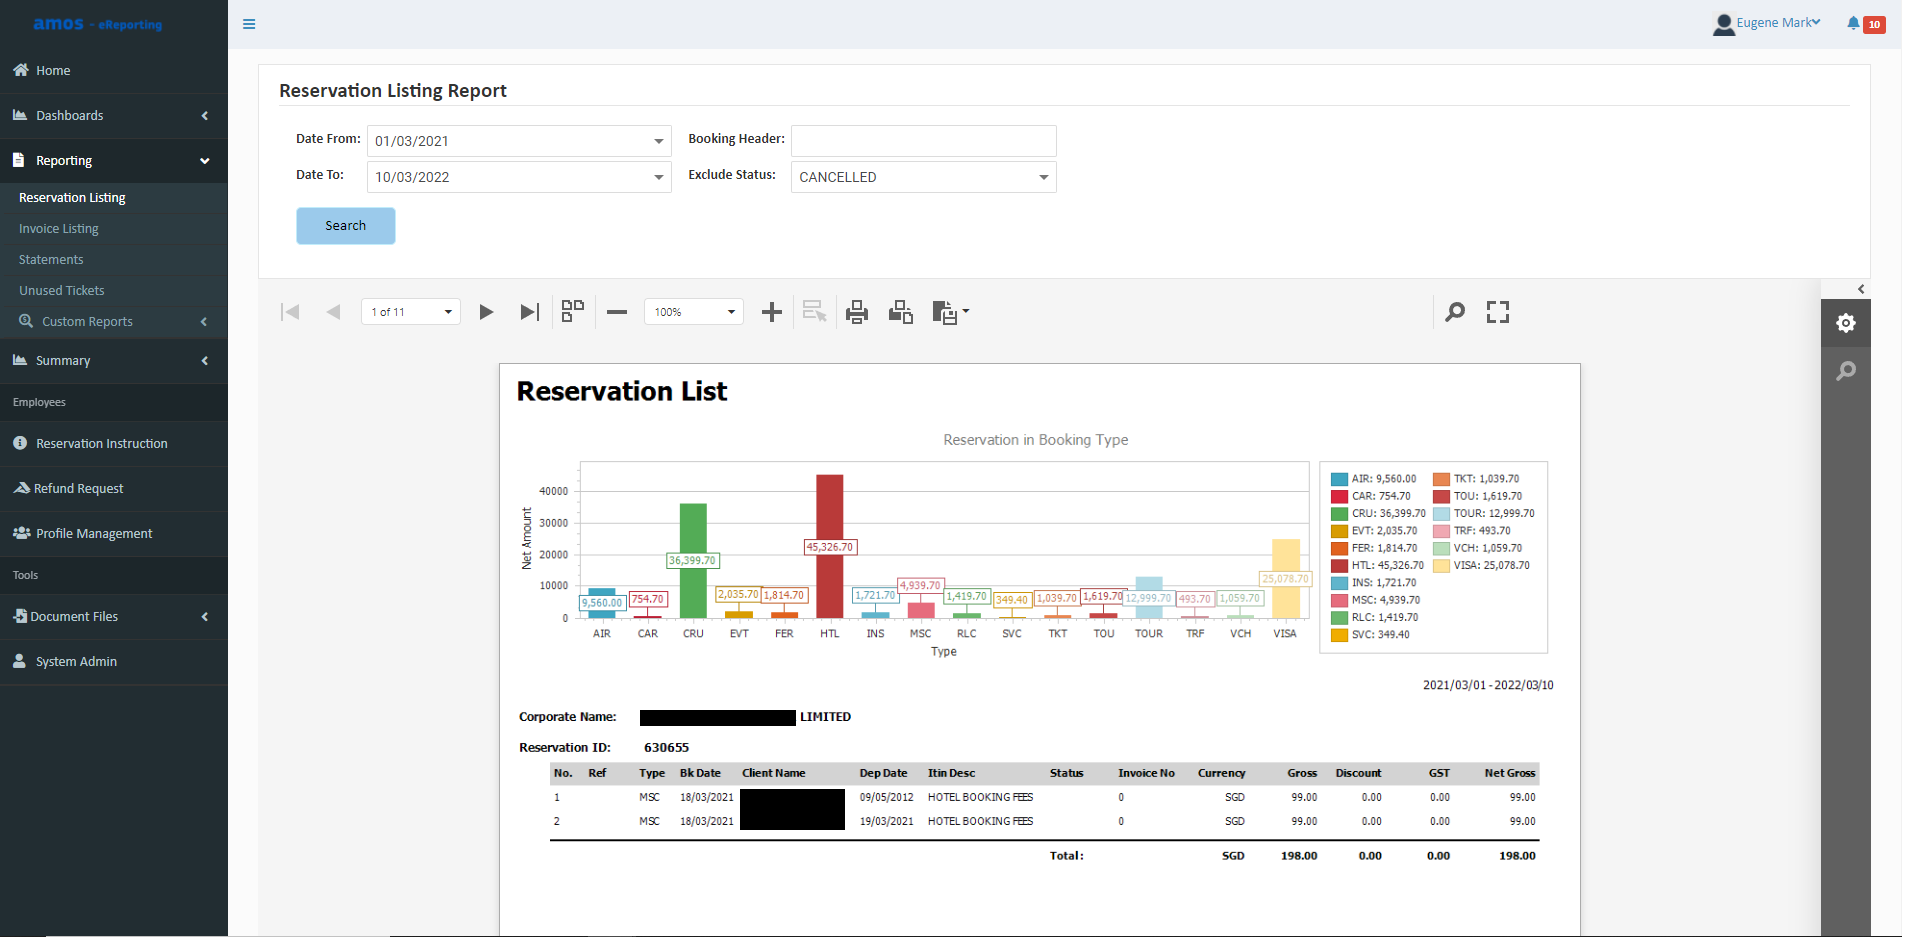 amos - eReporting
Eugene Mark
10
Home
Dashboards
Reporting
Reservation Listing
Invoice Listing
Statements
Unused Tickets
Custom Reports
Summary
Employees
Reservation Instruction
Refund Request
Profile Management
Tools
Document Files
System Admin
Reservation Listing Report
Date From: 01/03/2021 Booking Header:
Date To: 10/03/2022 Exclude Status: CANCELLED
Search
1 of 11 100%
Reservation List
Reservation in Booking Type
Net Amount
40000
30000
20000
10000
0
9,560.00 754.70 36,399.70 2,035.70 1,814.70 45,326.70 1,721.70 4,939.70 1,419.70 349.40 1,039.70 1,619.70 12,999.70 493.70 1,059.70 25,078.70
AIR CAR CRU EVT FER HTL INS MSC RLC SVC TKT TOU TOUR TRF VCH VISA
Type
AIR: 9,560.00 TKT: 1,039.70
CAR: 754.70 TOU: 1,619.70
CRU: 36,399.70 TOUR: 12,999.70
EVT: 2,035.70 TRF: 493.70
FER: 1,814.70 VCH: 1,059.70
HTL: 45,326.70 VISA: 25,078.70
INS: 1,721.70
MSC: 4,939.70
RLC: 1,419.70
SVC: 349.40
2021/03/01 - 2022/03/10
Corporate Name: LIMITED
Reservation ID: 630655
No. Ref Type Bk Date Client Name Dep Date Itin Desc Status Invoice No Currency Gross Discount GST Net Gross
1 MSC 18/03/2021 09/05/2012 HOTEL BOOKING FEES 0 SGD 99.00 0.00 0.00 99.00
2 MSC 18/03/2021 19/03/2021 HOTEL BOOKING FEES 0 SGD 99.00 0.00 0.00 99.00
Total: SGD 198.00 0.00 0.00 198.00